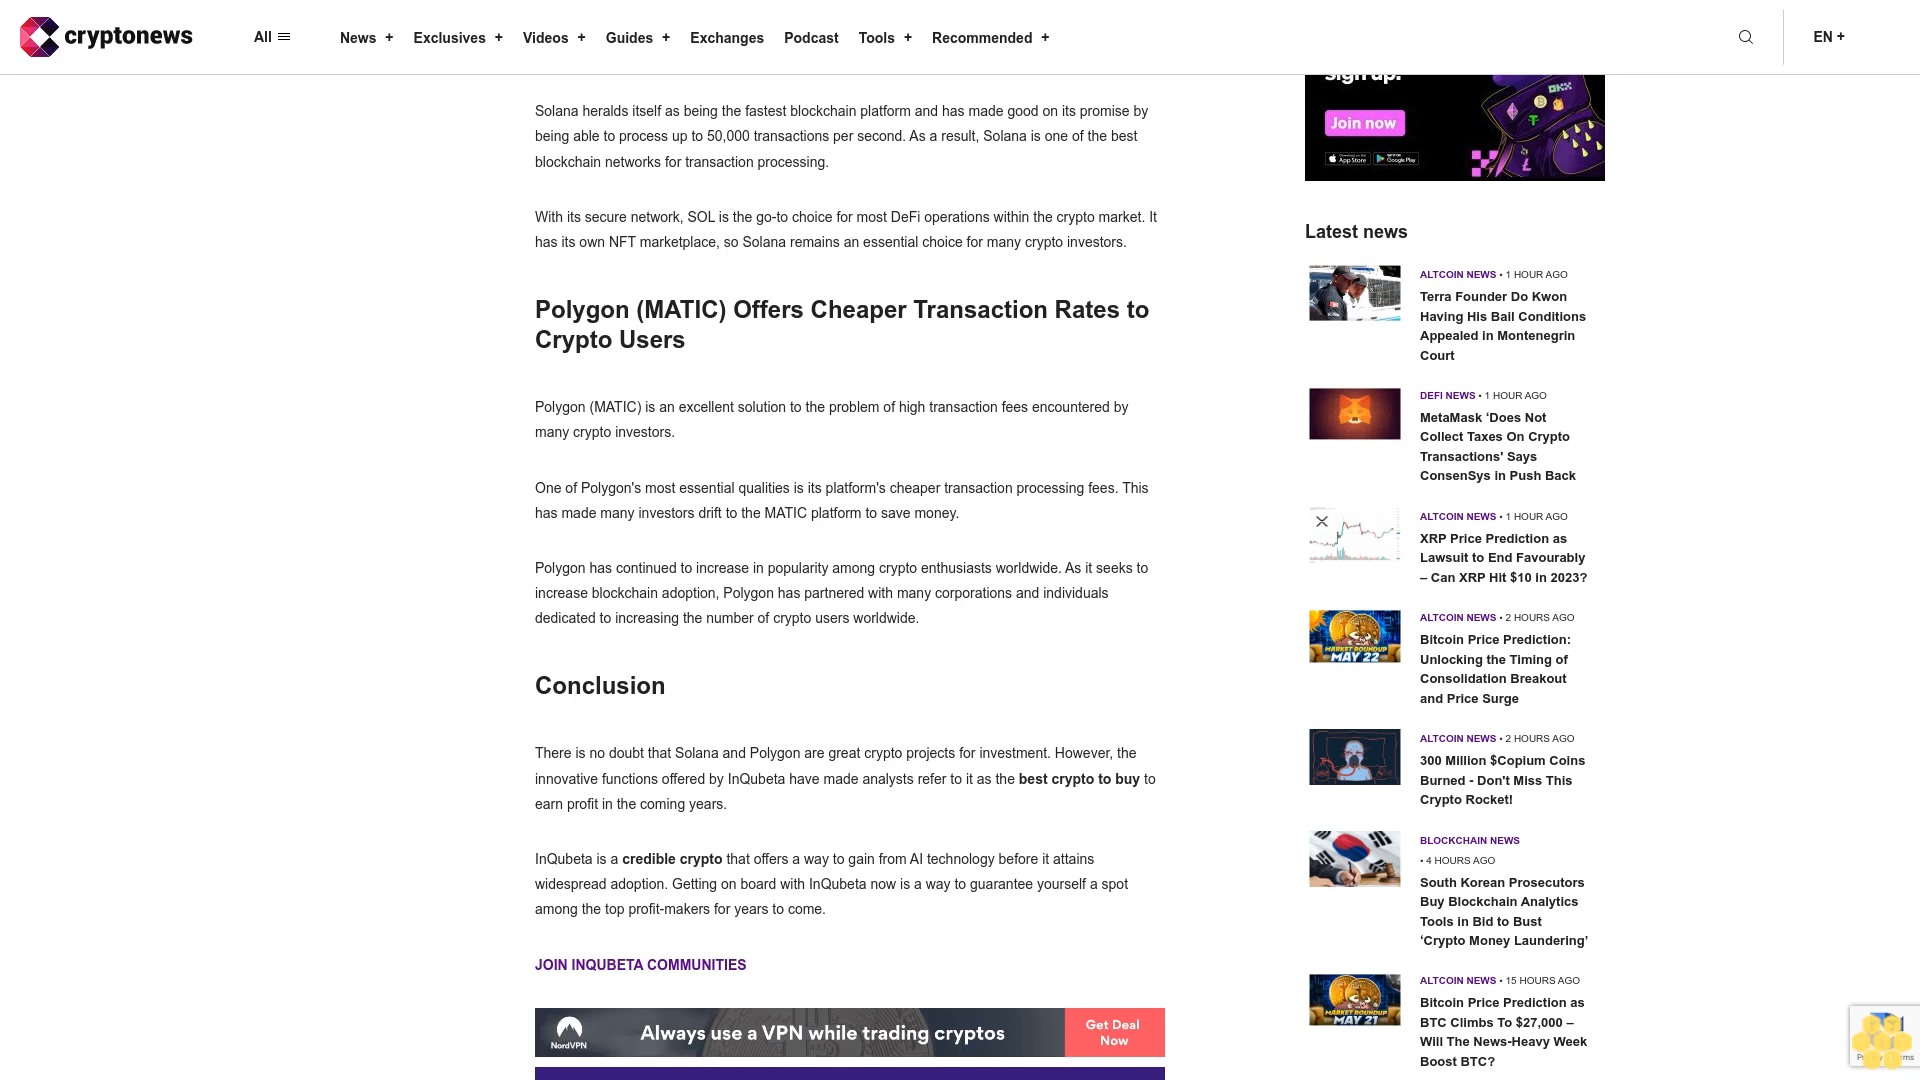 cryptonews
All
News +
Exclusives +
Videos +
Guides +
Exchanges
Podcast
Tools +
Recommended +
EN +
Solana heralds itself as being the fastest blockchain platform and has made good on its promise by
being able to process up to 50,000 transactions per second. As a result, Solana is one of the best
blockchain networks for transaction processing.
With its secure network, SOL is the go-to choice for most DeFi operations within the crypto market. It
has its own NFT marketplace, so Solana remains an essential choice for many crypto investors.
Polygon (MATIC) Offers Cheaper Transaction Rates to
Crypto Users
Polygon (MATIC) is an excellent solution to the problem of high transaction fees encountered by
many crypto investors.
One of Polygon's most essential qualities is its platform's cheaper transaction processing fees. This
has made many investors drift to the MATIC platform to save money.
Polygon has continued to increase in popularity among crypto enthusiasts worldwide. As it seeks to
increase blockchain adoption, Polygon has partnered with many corporations and individuals
dedicated to increasing the number of crypto users worldwide.
Conclusion
There is no doubt that Solana and Polygon are great crypto projects for investment. However, the
innovative functions offered by InQubeta have made analysts refer to it as the best crypto to buy to
earn profit in the coming years.
InQubeta is a credible crypto that offers a way to gain from AI technology before it attains
widespread adoption. Getting on board with InQubeta now is a way to guarantee yourself a spot
among the top profit-makers for years to come.
JOIN INQUBETA COMMUNITIES
NordVPN
Always use a VPN while trading cryptos
Get Deal
Now
sign up.
Join now
App Store
Google Play
Latest news
ALTCOIN NEWS • 1 HOUR AGO
Terra Founder Do Kwon
Having His Bail Conditions
Appealed in Montenegrin
Court
DEFI NEWS • 1 HOUR AGO
MetaMask ‘Does Not
Collect Taxes On Crypto
Transactions' Says
ConsenSys in Push Back
ALTCOIN NEWS • 1 HOUR AGO
XRP Price Prediction as
Lawsuit to End Favourably
– Can XRP Hit $10 in 2023?
MARKET ROUNDUP
MAY 22
ALTCOIN NEWS • 2 HOURS AGO
Bitcoin Price Prediction:
Unlocking the Timing of
Consolidation Breakout
and Price Surge
ALTCOIN NEWS • 2 HOURS AGO
300 Million $Copium Coins
Burned - Don't Miss This
Crypto Rocket!
BLOCKCHAIN NEWS
• 4 HOURS AGO
South Korean Prosecutors
Buy Blockchain Analytics
Tools in Bid to Bust
‘Crypto Money Laundering’
MARKET ROUNDUP
MAY 21
ALTCOIN NEWS • 15 HOURS AGO
Bitcoin Price Prediction as
BTC Climbs To $27,000 –
Will The News-Heavy Week
Boost BTC?